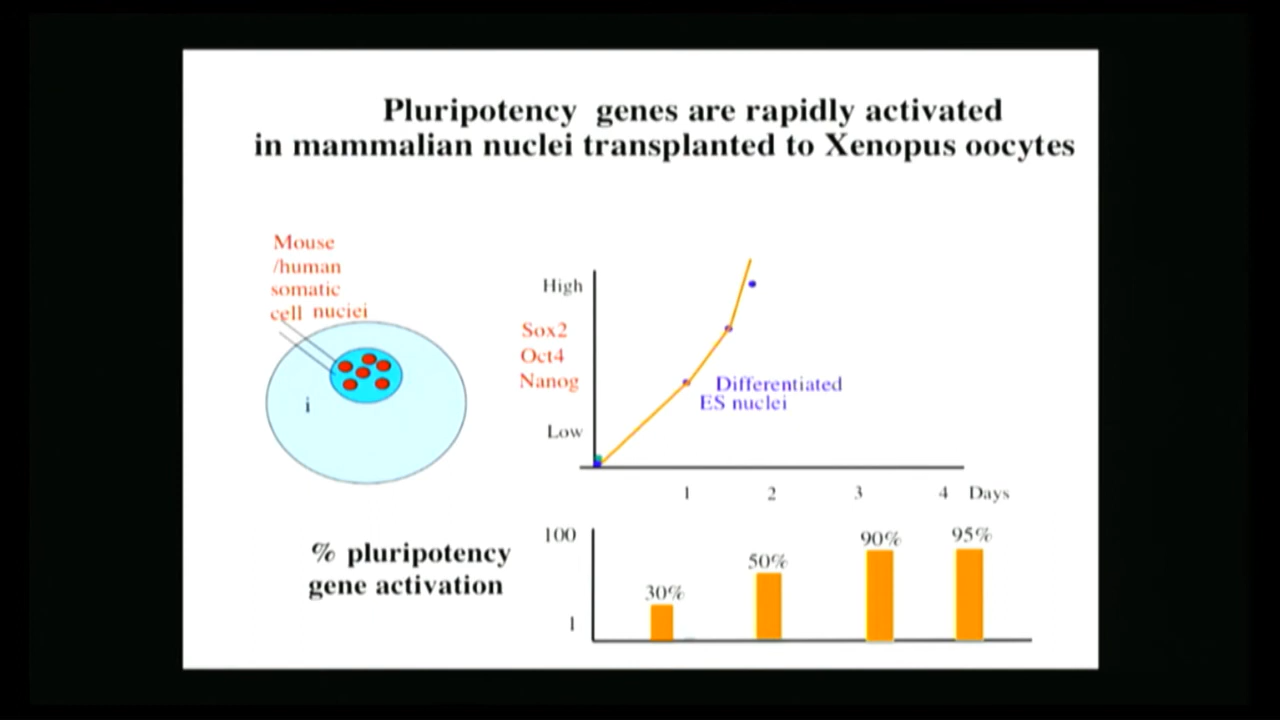 Pluripotency genes are rapidly activated
in mammalian nuclei transplanted to Xenopus oocytes
Mouse
/human
somatic
cell nuciei
i
High
Sox2
Oct4
Nanog
Low
Differentiated
ES nuclei
1 2 3 4 Days
% pluripotency
gene activation
100
1
30%
50%
90%
95%